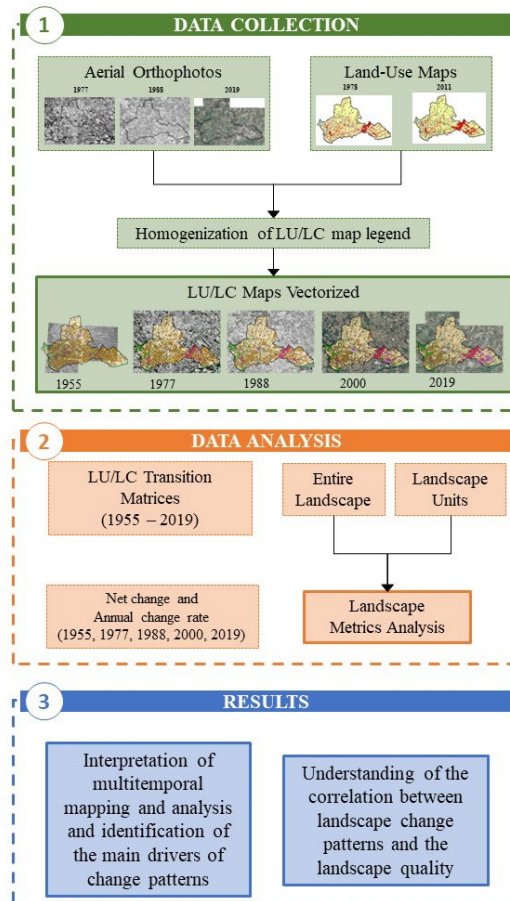 1
DATA COLLECTION
Aerial Orthophotos
1977
1988
2019
Land-Use Maps
1978
2011
Homogenization of LU/LC map legend
LU/LC Maps Vectorized
1955
1977
1988
2000
2019
2
DATA ANALYSIS
LU/LC Transition
Matrices
(1955 – 2019)
Entire
Landscape
Landscape
Units
Net change and
Annual change rate
(1955, 1977, 1988, 2000, 2019)
Landscape
Metrics Analysis
3
RESULTS
Interpretation of
multitemporal
mapping and analysis
and identification of
the main drivers of
change patterns
Understanding of the
correlation between
landscape change
patterns and the
landscape quality